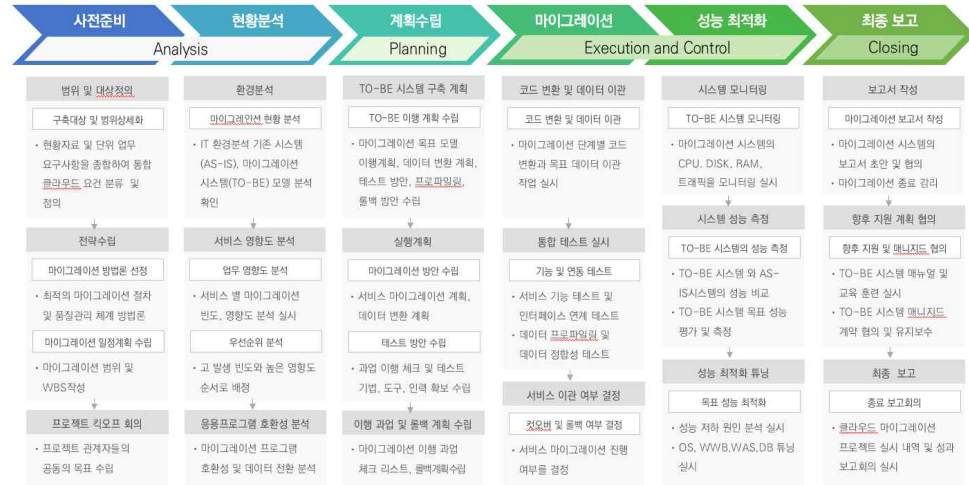 사전준비
현황분석
계획수립
마이그레이션
성능 최적화
최종 보고
Analysis
Planning
Execution and Control
Closing
범위 및 대상정의
구축대상 및 범위상세화
• 현황자료 및 단위 업무
요구사항을 종합하여 통합
클라우드 요건 분류 및
정의
전략수립
마이그레이션 방법론 선정
• 최적의 마이그레이션 절차
및 품질관리 체계 방법론
마이그레이션 일정계획 수립
• 마이그레이션 범위 및
WBS작성
프로젝트 킥오프 회의
• 프로젝트 관계자들의
공동의 목표 수립
환경분석
마이그레인션 현황 분석
• IT 환경분석 기존 시스템
(AS-IS), 마이그레이션
시스템(TO-BE) 모델 분석
확인
서비스 영향도 분석
업무 영향도 분석
• 서비스 별 마이그레이션
빈도, 영향도 분석 실시
우선순위 분석
• 고 발생 빈도와 높은 영향도
순서로 배정
응용프로그램 호환성 분석
• 마이그레이션 프로그램
호환성 및 데이터 전환 분석
TO-BE 시스템 구축 계획
TO-BE 이행 계획 수립
• 마이그레이션 목표 모델
이행계획, 데이터 변환 계획,
테스트 방안, 프로파일링,
롤백 방안 수립
실행계획
마이그레이션 방안 수립
• 서비스 마이그레이션 계획,
데이터 변환 계획
테스트 방안 수립
• 과업 이행 체크 및 테스트
기법, 도구, 인력 확보 수립
이행 과업 및 롤백 계획 수립
• 마이그레이션 이행 과업
체크 리스트, 롤백계획수립
코드 변환 및 데이터 이관
코드 변환 및 데이터 이관
• 마이그레이션 단계별 코드
변환과 목표 데이터 이관
작업 실시
통합 테스트 실시
기능 및 연동 테스트
• 서비스 기능 테스트 및
인터페이스 연계 테스트
• 데이터 프로파일링 및
데이터 정합성 테스트
서비스 이관 여부 결정
컷오버 및 롤백 여부 결정
• 서비스 마이그레이션 진행
여부를 결정
시스템 모니터링
TO-BE 시스템 모니터링
• 마이그레이션 시스템의
CPU, DISK, RAM,
트래픽을 모니터링 실시
시스템 성능 측정
TO-BE 시스템의 성능 측정
• TO-BE 시스템 와 AS-
IS시스템의 성능 비교
• TO-BE 시스템 목표 성능
평가 및 측정
성능 최적화 튜닝
목표 성능 최적화
• 성능 저하 원인 분석 실시
• OS, WWB,WAS,DB 튜닝
실시
보고서 작성
마이그레이션 보고서 작성
• 마이그레이션 시스템의
보고서 초안 및 협의
• 마이그레이션 종료 감리
향후 지원 계획 협의
향후 지원 및 매니지드 협의
• TO-BE 시스템 매뉴얼 및
교육 훈련 실시
• TO-BE 시스템 매니지드
계약 협의 및 유지보수
최종 보고
종료 보고회의
• 클라우드 마이그레이션
프로젝트 실시 내역 및 성과
보고회의 실시